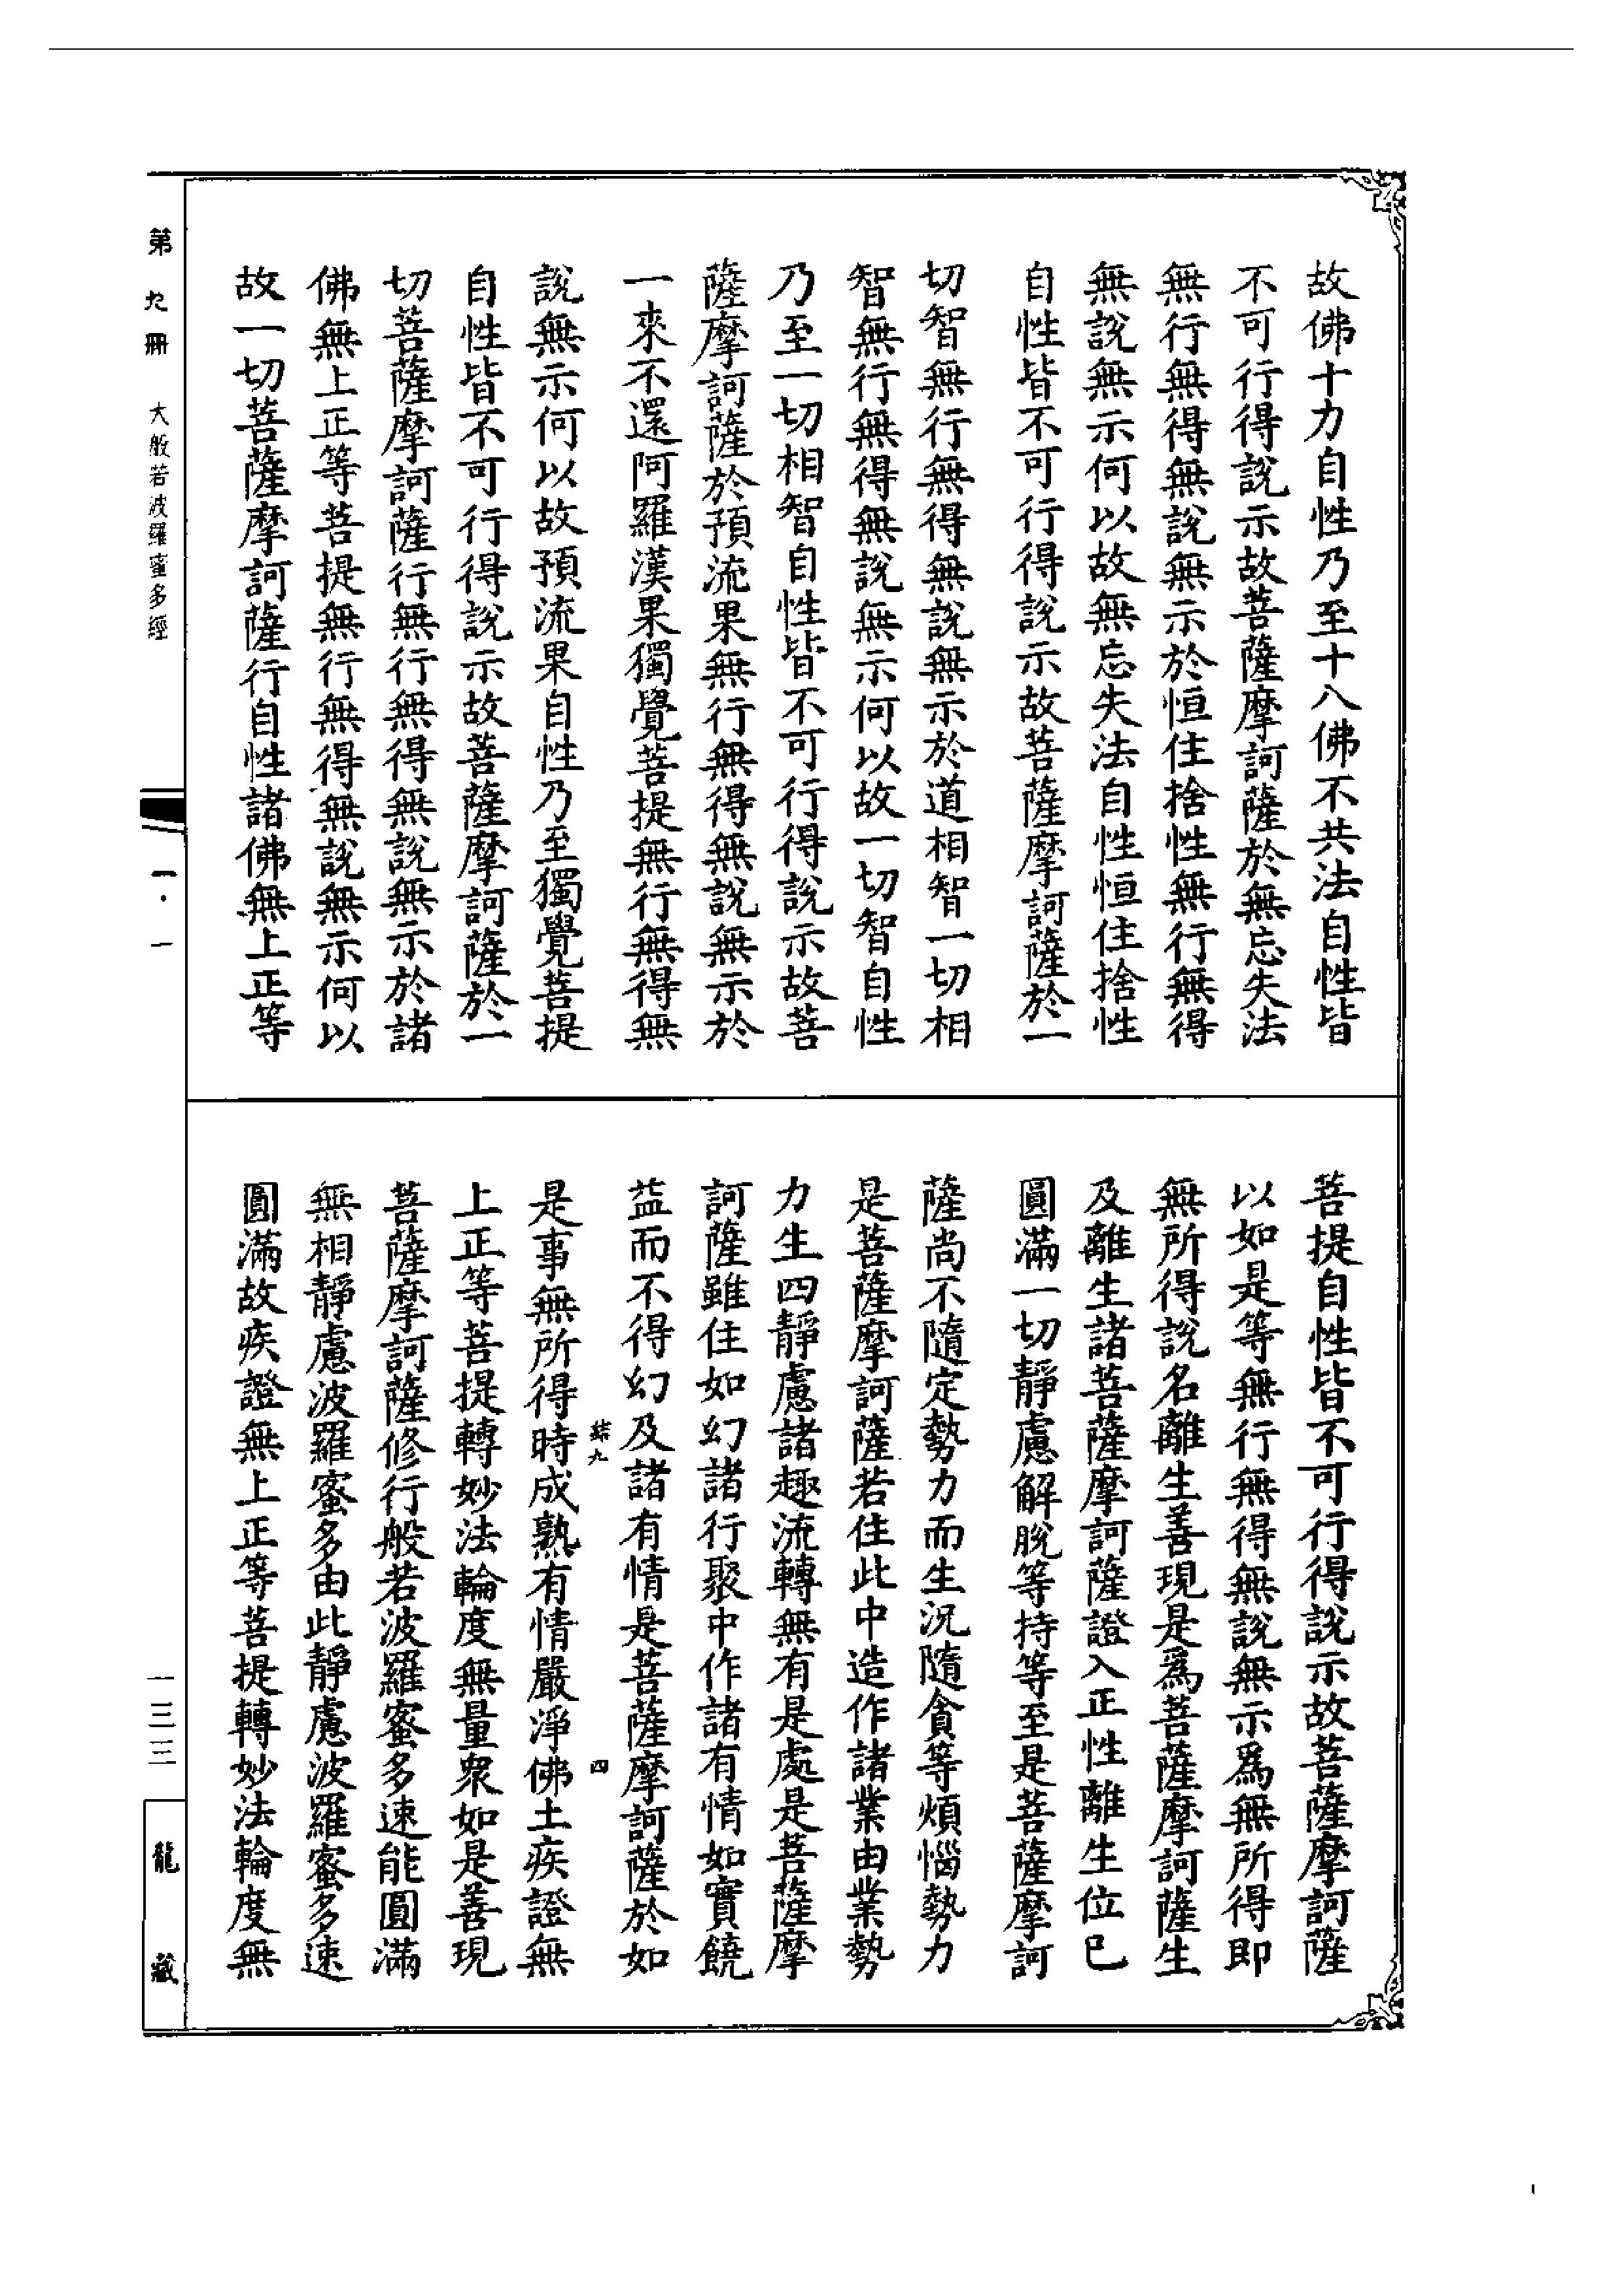 故佛十力自性乃至十八佛不共法自性皆
不可行得說示故菩薩摩訶薩於無忘失法
無行無得無說無示於恒住捨性無行無得
無說無示何以故無忘失法自性恒住捨性
自性皆不可行得說示故菩薩摩訶薩於一
切智無行無得無說無示於道相智一切相
智無行無得無說無示何以故一切智自性
乃至一切相智自性皆不可行得說示故菩
薩摩訶薩於預流果無行無得無說無示於
一來不還阿羅漢果獨覺菩提無行無得無
說無示何以故預流果自性乃至獨覺菩提
自性皆不可行得說示故菩薩摩訶薩於一
切菩薩摩訶薩行無行無得無說無示於諸
佛無上正等菩提無行無得無說無示何以
故一切菩薩摩訶薩行自性諸佛無上正等
菩提自性皆不可行得說示故菩薩摩訶薩
以如是等無行無得無說無示爲無所得即
無所得說名離生善現是爲菩薩摩訶薩生
及離生諸菩薩摩訶薩證入正性離生位已
圓滿一切靜慮解脫等持等至是菩薩摩訶
薩尚不隨定勢力而生況隨貪等煩惱勢力
是菩薩摩訶薩若住此中造作諸業由業勢
力生四靜慮諸趣流轉無有是處是菩薩摩
訶薩雖住如幻諸行聚中作諸有情如實饒
益而不得幻及諸有情是菩薩摩訶薩於如
結九 四
是事無所得時成熟有情嚴淨佛土疾證無
上正等菩提轉妙法輪度無量衆如是善現
菩薩摩訶薩修行般若波羅蜜多速能圓滿
無相靜慮波羅蜜多由此靜慮波羅蜜多速
圓滿故疾證無上正等菩提轉妙法輪度無
第九冊 大般若波羅蜜多經 一·一 一三三 龍藏